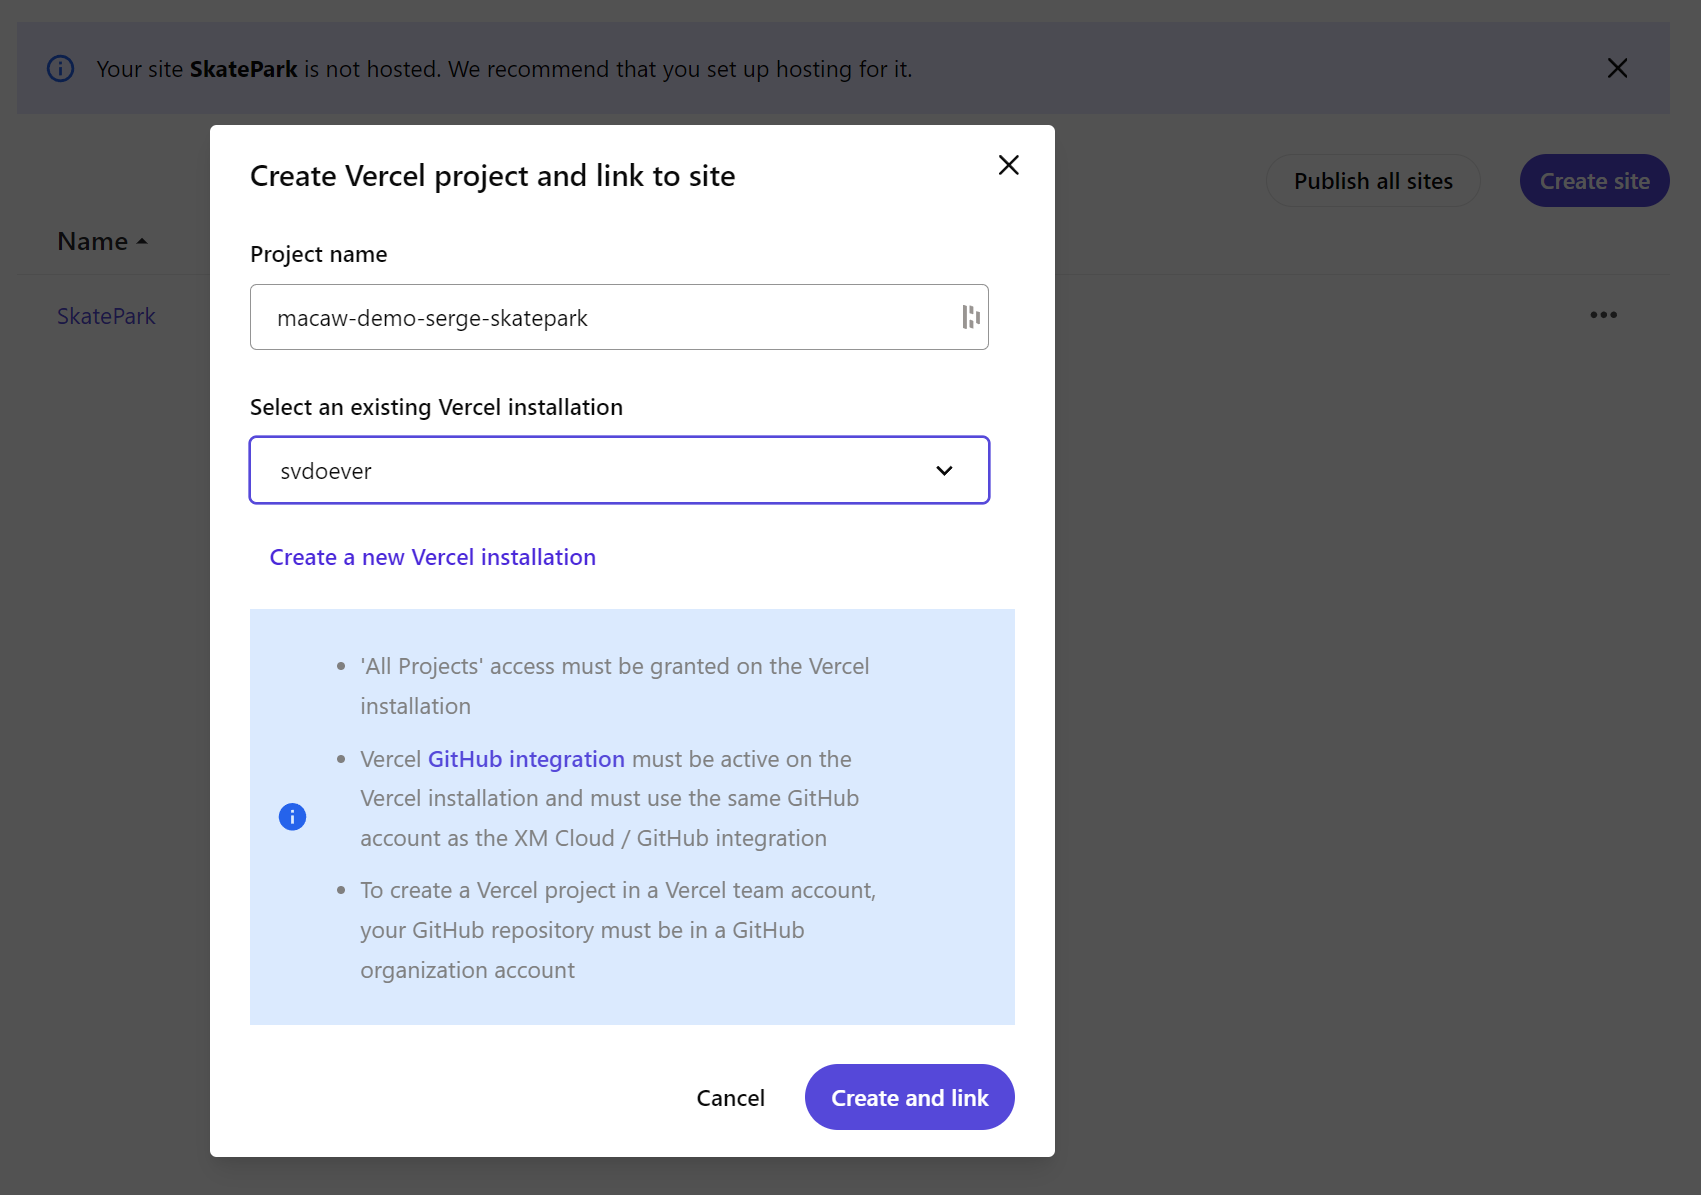 Your site SkatePark is not hosted. We recommend that you set up hosting for it.
Create Vercel project and link to site
Publish all sites
Create site
Name
Project name
SkatePark
macaw-demo-serge-skatepark
Select an existing Vercel installation
svdoever
Create a new Vercel installation
'All Projects' access must be granted on the Vercel
installation
Vercel GitHub integration must be active on the
Vercel installation and must use the same GitHub
account as the XM Cloud / GitHub integration
To create a Vercel project in a Vercel team account,
your GitHub repository must be in a GitHub
organization account
Cancel
Create and link